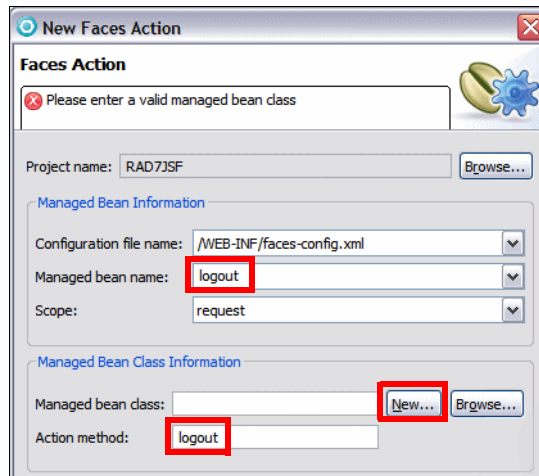 New Faces Action
Faces Action
Please enter a valid managed bean class
Project name: RAD7JSF Browse...
Managed Bean Information
Configuration file name: /WEB-INF/faces-config.xml
Managed bean name: logout
Scope: request
Managed Bean Class Information
Managed bean class: New... Browse...
Action method: logout